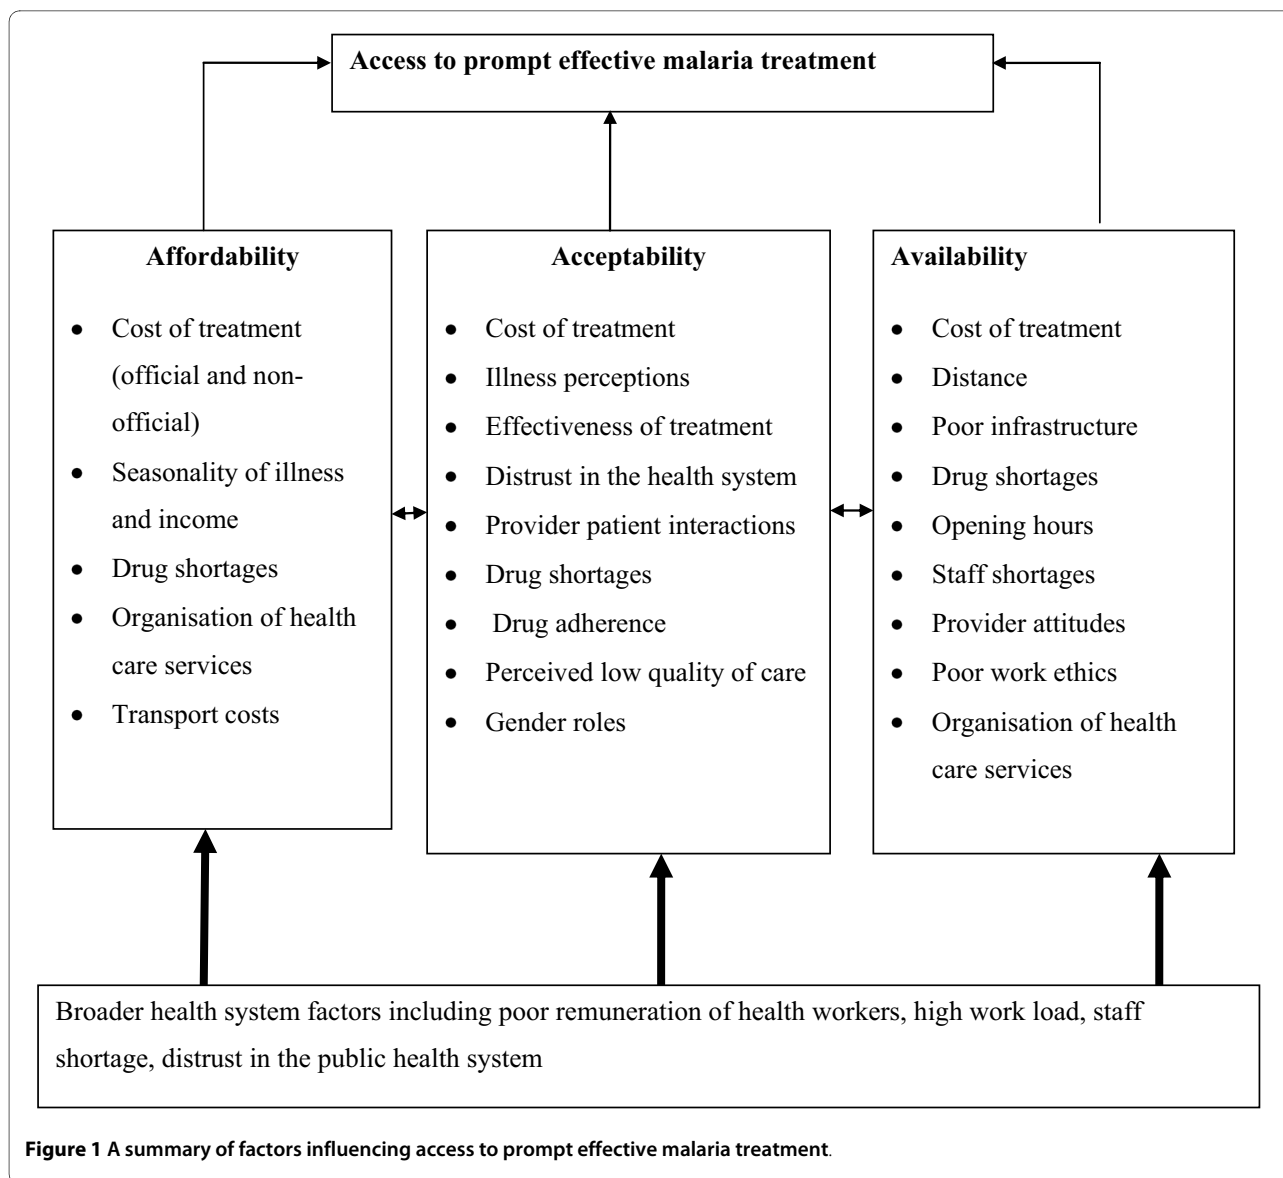 Access to prompt effective malaria treatment
Affordability
• Cost of treatment
(official and non-
official)
• Seasonality of illness
and income
• Drug shortages
• Organisation of health
care services
• Transport costs
Acceptability
• Cost of treatment
• Illness perceptions
• Effectiveness of treatment
• Distrust in the health system
• Provider patient interactions
• Drug shortages
• Drug adherence
• Perceived low quality of care
• Gender roles
Availability
• Cost of treatment
• Distance
• Poor infrastructure
• Drug shortages
• Opening hours
• Staff shortages
• Provider attitudes
• Poor work ethics
• Organisation of health
care services
Broader health system factors including poor remuneration of health workers, high work load, staff
shortage, distrust in the public health system
Figure 1 A summary of factors influencing access to prompt effective malaria treatment.